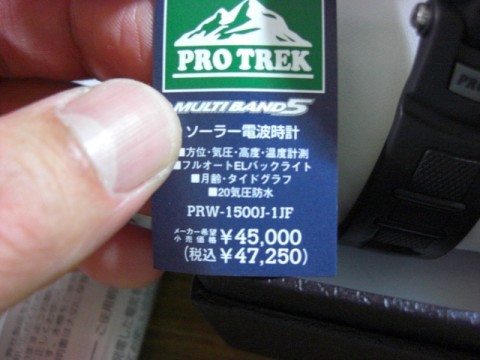 PRO TREK
MULTI BAND 5
ソーラー電波時計
■方位・気圧・高度・温度計測
■フルオートELバックライト
■月齢・タイドグラフ
■20気圧防水
PRW-1500J-1JF
メーカー希望小売価格 ¥45,000
(税込 ¥47,250)
PRO